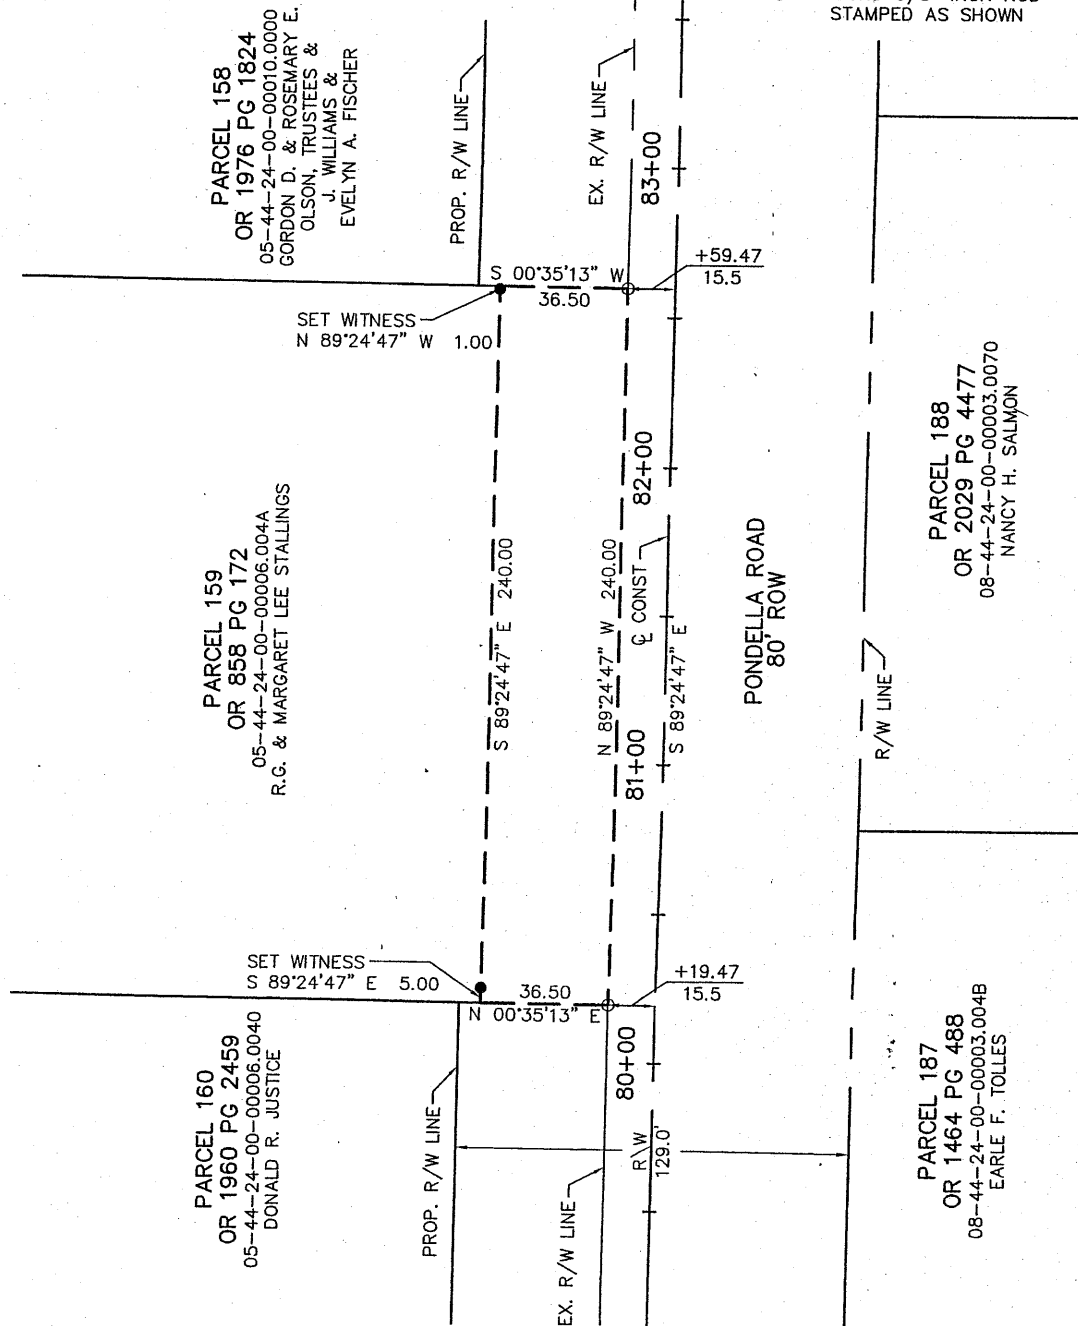 STAMPED AS SHOWN
PARCEL 158
OR 1976 PG 1824
05-44-24-00-00010.0000
GORDON D. & ROSEMARY E.
OLSON, TRUSTEES &
J. WILLIAMS &
EVELYN A. FISCHER
PROP. R/W LINE
EX. R/W LINE
83+00
S 00°35'13" W
36.50
+59.47
15.5
SET WITNESS
N 89°24'47" W 1.00
PARCEL 159
OR 858 PG 172
05-44-24-00-00006.004A
R.G. & MARGARET LEE STALLINGS
S 89°24'47" E 240.00
N 89°24'47" W 240.00
82+00
℄ CONST
S 89°24'47" E
81+00
PONDELLA ROAD
80' ROW
R/W LINE
PARCEL 188
OR 2029 PG 4477
08-44-24-00-00003.0070
NANCY H. SALMON
SET WITNESS
S 89°24'47" E 5.00
36.50
N 00°35'13" E
+19.47
15.5
80+00
PARCEL 160
OR 1960 PG 2459
05-44-24-00-00006.0040
DONALD R. JUSTICE
PROP. R/W LINE
EX. R/W LINE
R\W
129.0'
PARCEL 187
OR 1464 PG 488
08-44-24-00-00003.004B
EARLE F. TOLLES